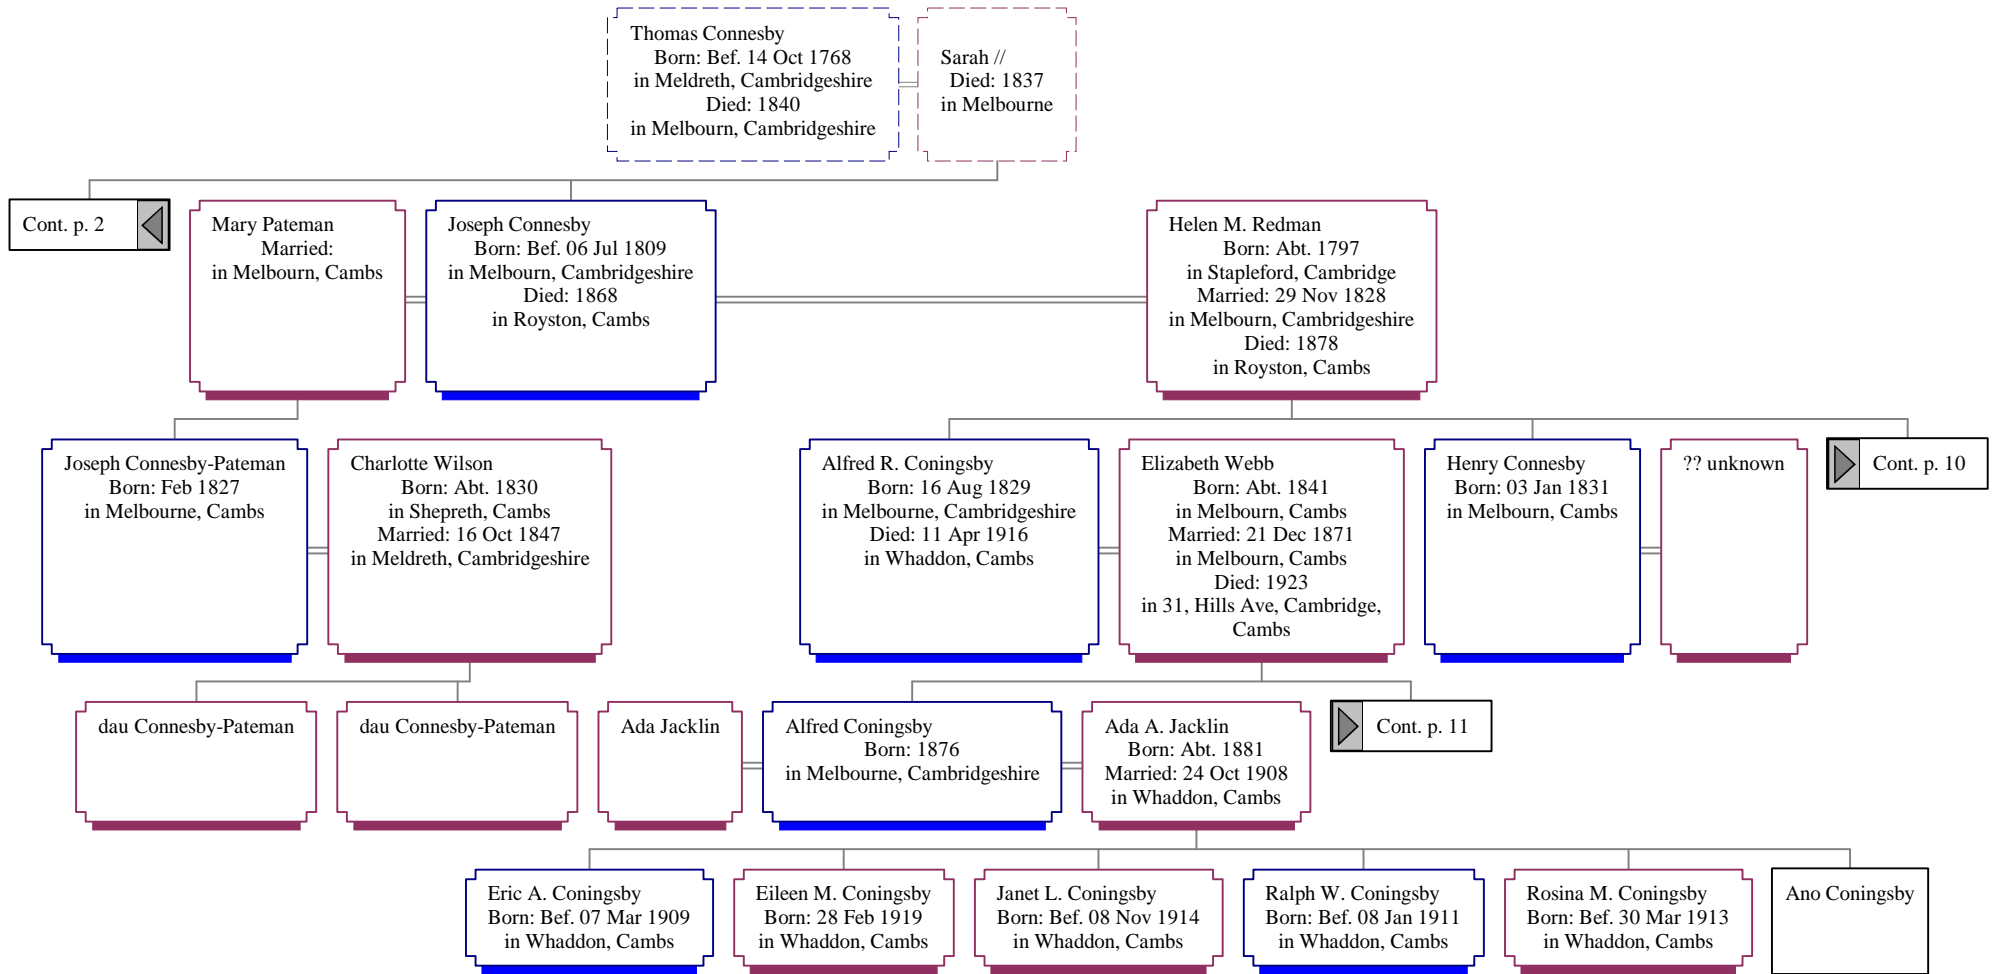 Thomas Connesby
Born: Bef. 14 Oct 1768
in Meldreth, Cambridgeshire
Died: 1840
in Melbourn, Cambridgeshire
Sarah //
Died: 1837
in Melbourne
Cont. p. 2
Mary Pateman
Married:
in Melbourn, Cambs
Joseph Connesby
Born: Bef. 06 Jul 1809
in Melbourn, Cambridgeshire
Died: 1868
in Royston, Cambs
Helen M. Redman
Born: Abt. 1797
in Stapleford, Cambridge
Married: 29 Nov 1828
in Melbourn, Cambridgeshire
Died: 1878
in Royston, Cambs
Joseph Connesby-Pateman
Born: Feb 1827
in Melbourne, Cambs
Charlotte Wilson
Born: Abt. 1830
in Shepreth, Cambs
Married: 16 Oct 1847
in Meldreth, Cambridgeshire
Alfred R. Coningsby
Born: 16 Aug 1829
in Melbourne, Cambridgeshire
Died: 11 Apr 1916
in Whaddon, Cambs
Elizabeth Webb
Born: Abt. 1841
in Melbourn, Cambs
Married: 21 Dec 1871
in Melbourn, Cambs
Died: 1923
in 31, Hills Ave, Cambridge,
Cambs
Henry Connesby
Born: 03 Jan 1831
in Melbourn, Cambs
?? unknown
Cont. p. 10
dau Connesby-Pateman
dau Connesby-Pateman
Ada Jacklin
Alfred Coningsby
Born: 1876
in Melbourne, Cambridgeshire
Ada A. Jacklin
Born: Abt. 1881
Married: 24 Oct 1908
in Whaddon, Cambs
Cont. p. 11
Eric A. Coningsby
Born: Bef. 07 Mar 1909
in Whaddon, Cambs
Eileen M. Coningsby
Born: 28 Feb 1919
in Whaddon, Cambs
Janet L. Coningsby
Born: Bef. 08 Nov 1914
in Whaddon, Cambs
Ralph W. Coningsby
Born: Bef. 08 Jan 1911
in Whaddon, Cambs
Rosina M. Coningsby
Born: Bef. 30 Mar 1913
in Whaddon, Cambs
Ano Coningsby